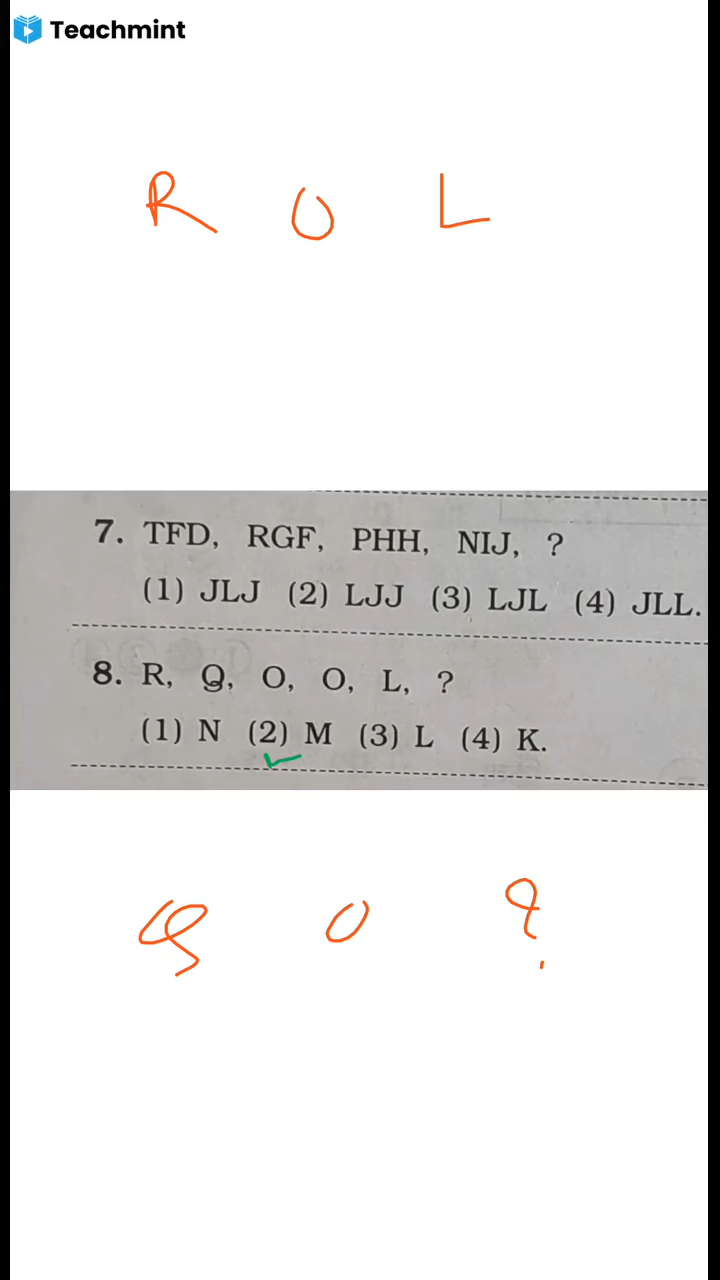 Teachmint
R O L
7. TFD, RGF, PHH, NIJ, ?
(1) JLJ (2) LJJ (3) LJL (4) JLL.
8. R, Q, O, O, L, ?
(1) N (2) M (3) L (4) K.
Q O ?